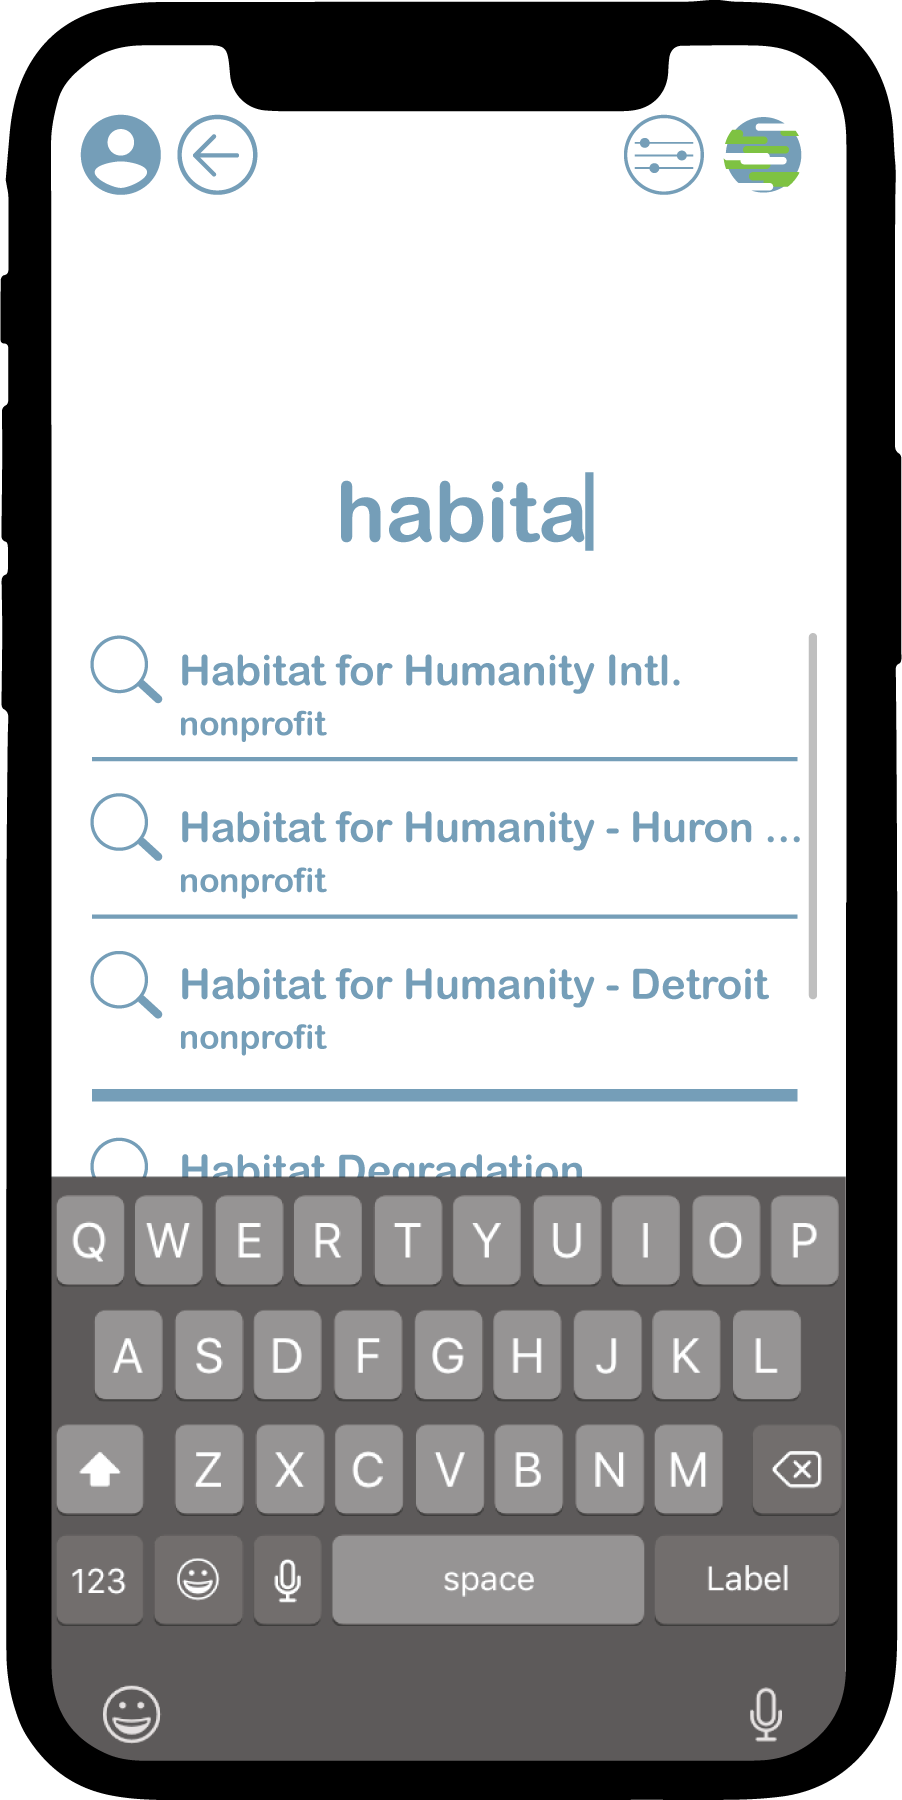 habita
Habitat for Humanity Intl.
nonprofit
Habitat for Humanity - Huron ...
nonprofit
Habitat for Humanity - Detroit
nonprofit
Habitat Degradation
Q W E R T Y U I O P
A S D F G H J K L
Z X C V B N M
123 space Label